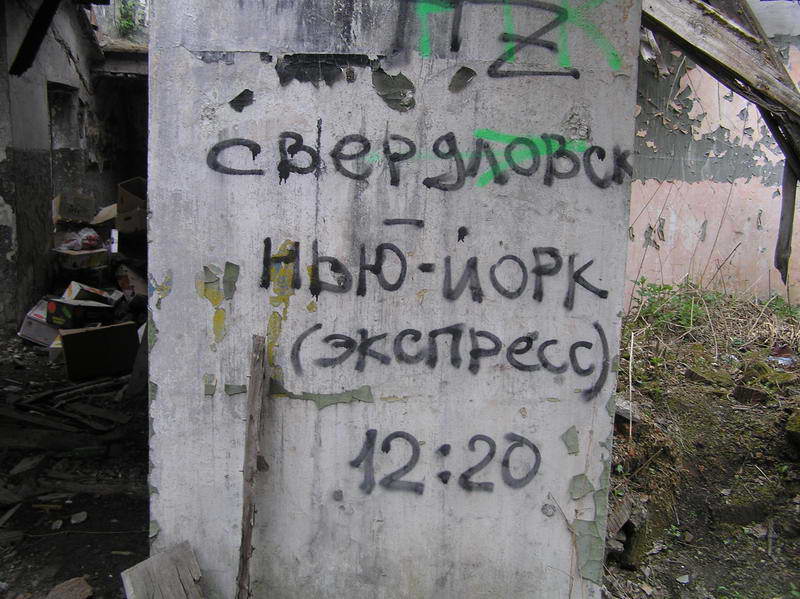 свердловск
—
нью-йорк
(экспресс)
12:20